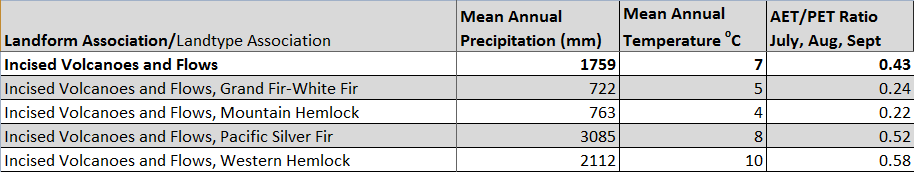 Landform Association/Landtype Association Mean Annual Precipitation (mm) Mean Annual Temperature °C AET/PET Ratio July, Aug, Sept
Incised Volcanoes and Flows 1759 7 0.43
Incised Volcanoes and Flows, Grand Fir-White Fir 722 5 0.24
Incised Volcanoes and Flows, Mountain Hemlock 763 4 0.22
Incised Volcanoes and Flows, Pacific Silver Fir 3085 8 0.52
Incised Volcanoes and Flows, Western Hemlock 2112 10 0.58